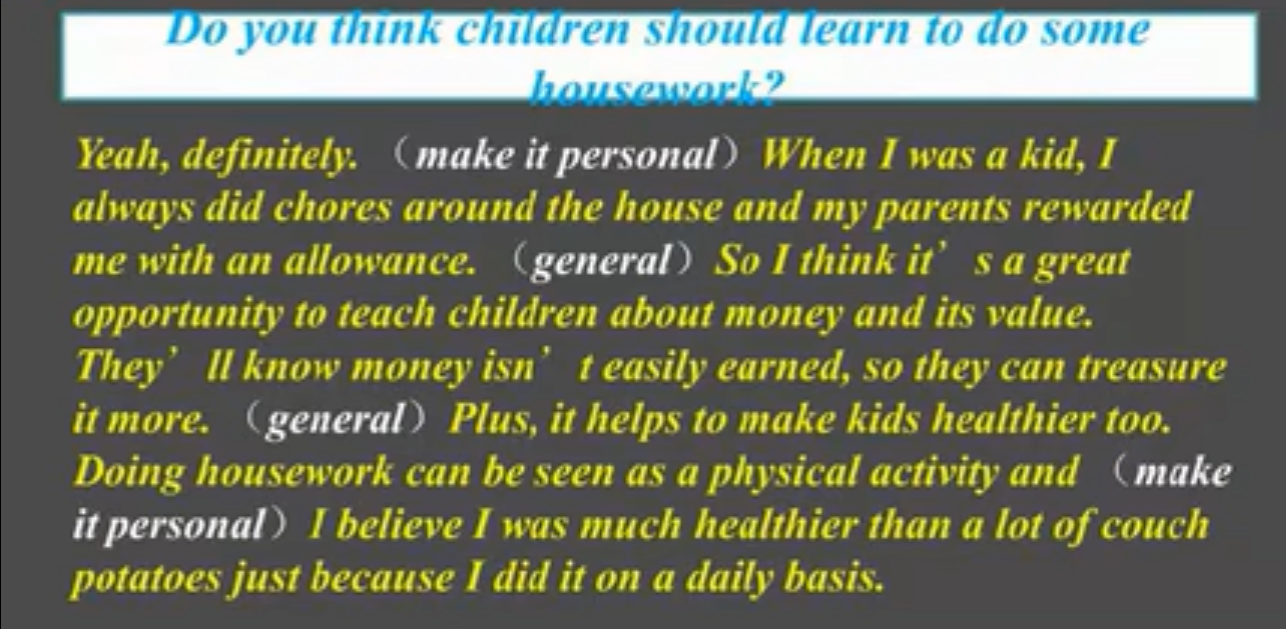 Do you think children should learn to do some
housework?
Yeah, definitely. （make it personal）When I was a kid, I
always did chores around the house and my parents rewarded
me with an allowance. （general）So I think it’ s a great
opportunity to teach children about money and its value.
They’ ll know money isn’ t easily earned, so they can treasure
it more. （general）Plus, it helps to make kids healthier too.
Doing housework can be seen as a physical activity and （make
it personal）I believe I was much healthier than a lot of couch
potatoes just because I did it on a daily basis.